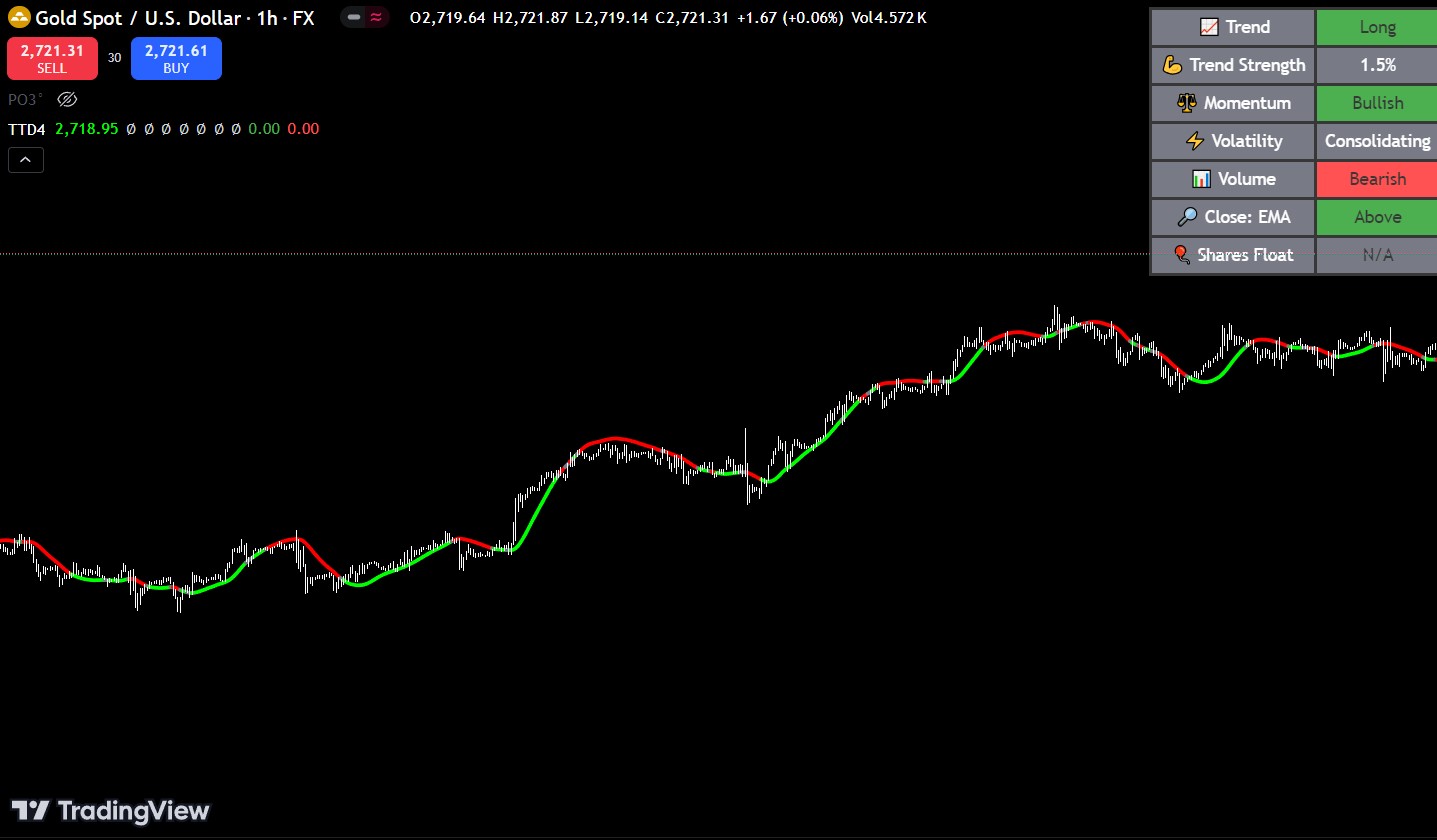 Gold Spot / U.S. Dollar · 1h · FX O2,719.64 H2,721.87 L2,719.14 C2,721.31 +1.67 (+0.06%) Vol4.572 K
2,721.31 30 2,721.61
SELL BUY
PO3°
TTD4 2,718.95 Ø Ø Ø Ø Ø Ø Ø 0.00 0.00
Trend Long
Trend Strength 1.5%
Momentum Bullish
Volatility Consolidating
Volume Bearish
Close: EMA Above
Shares Float N/A
TradingView